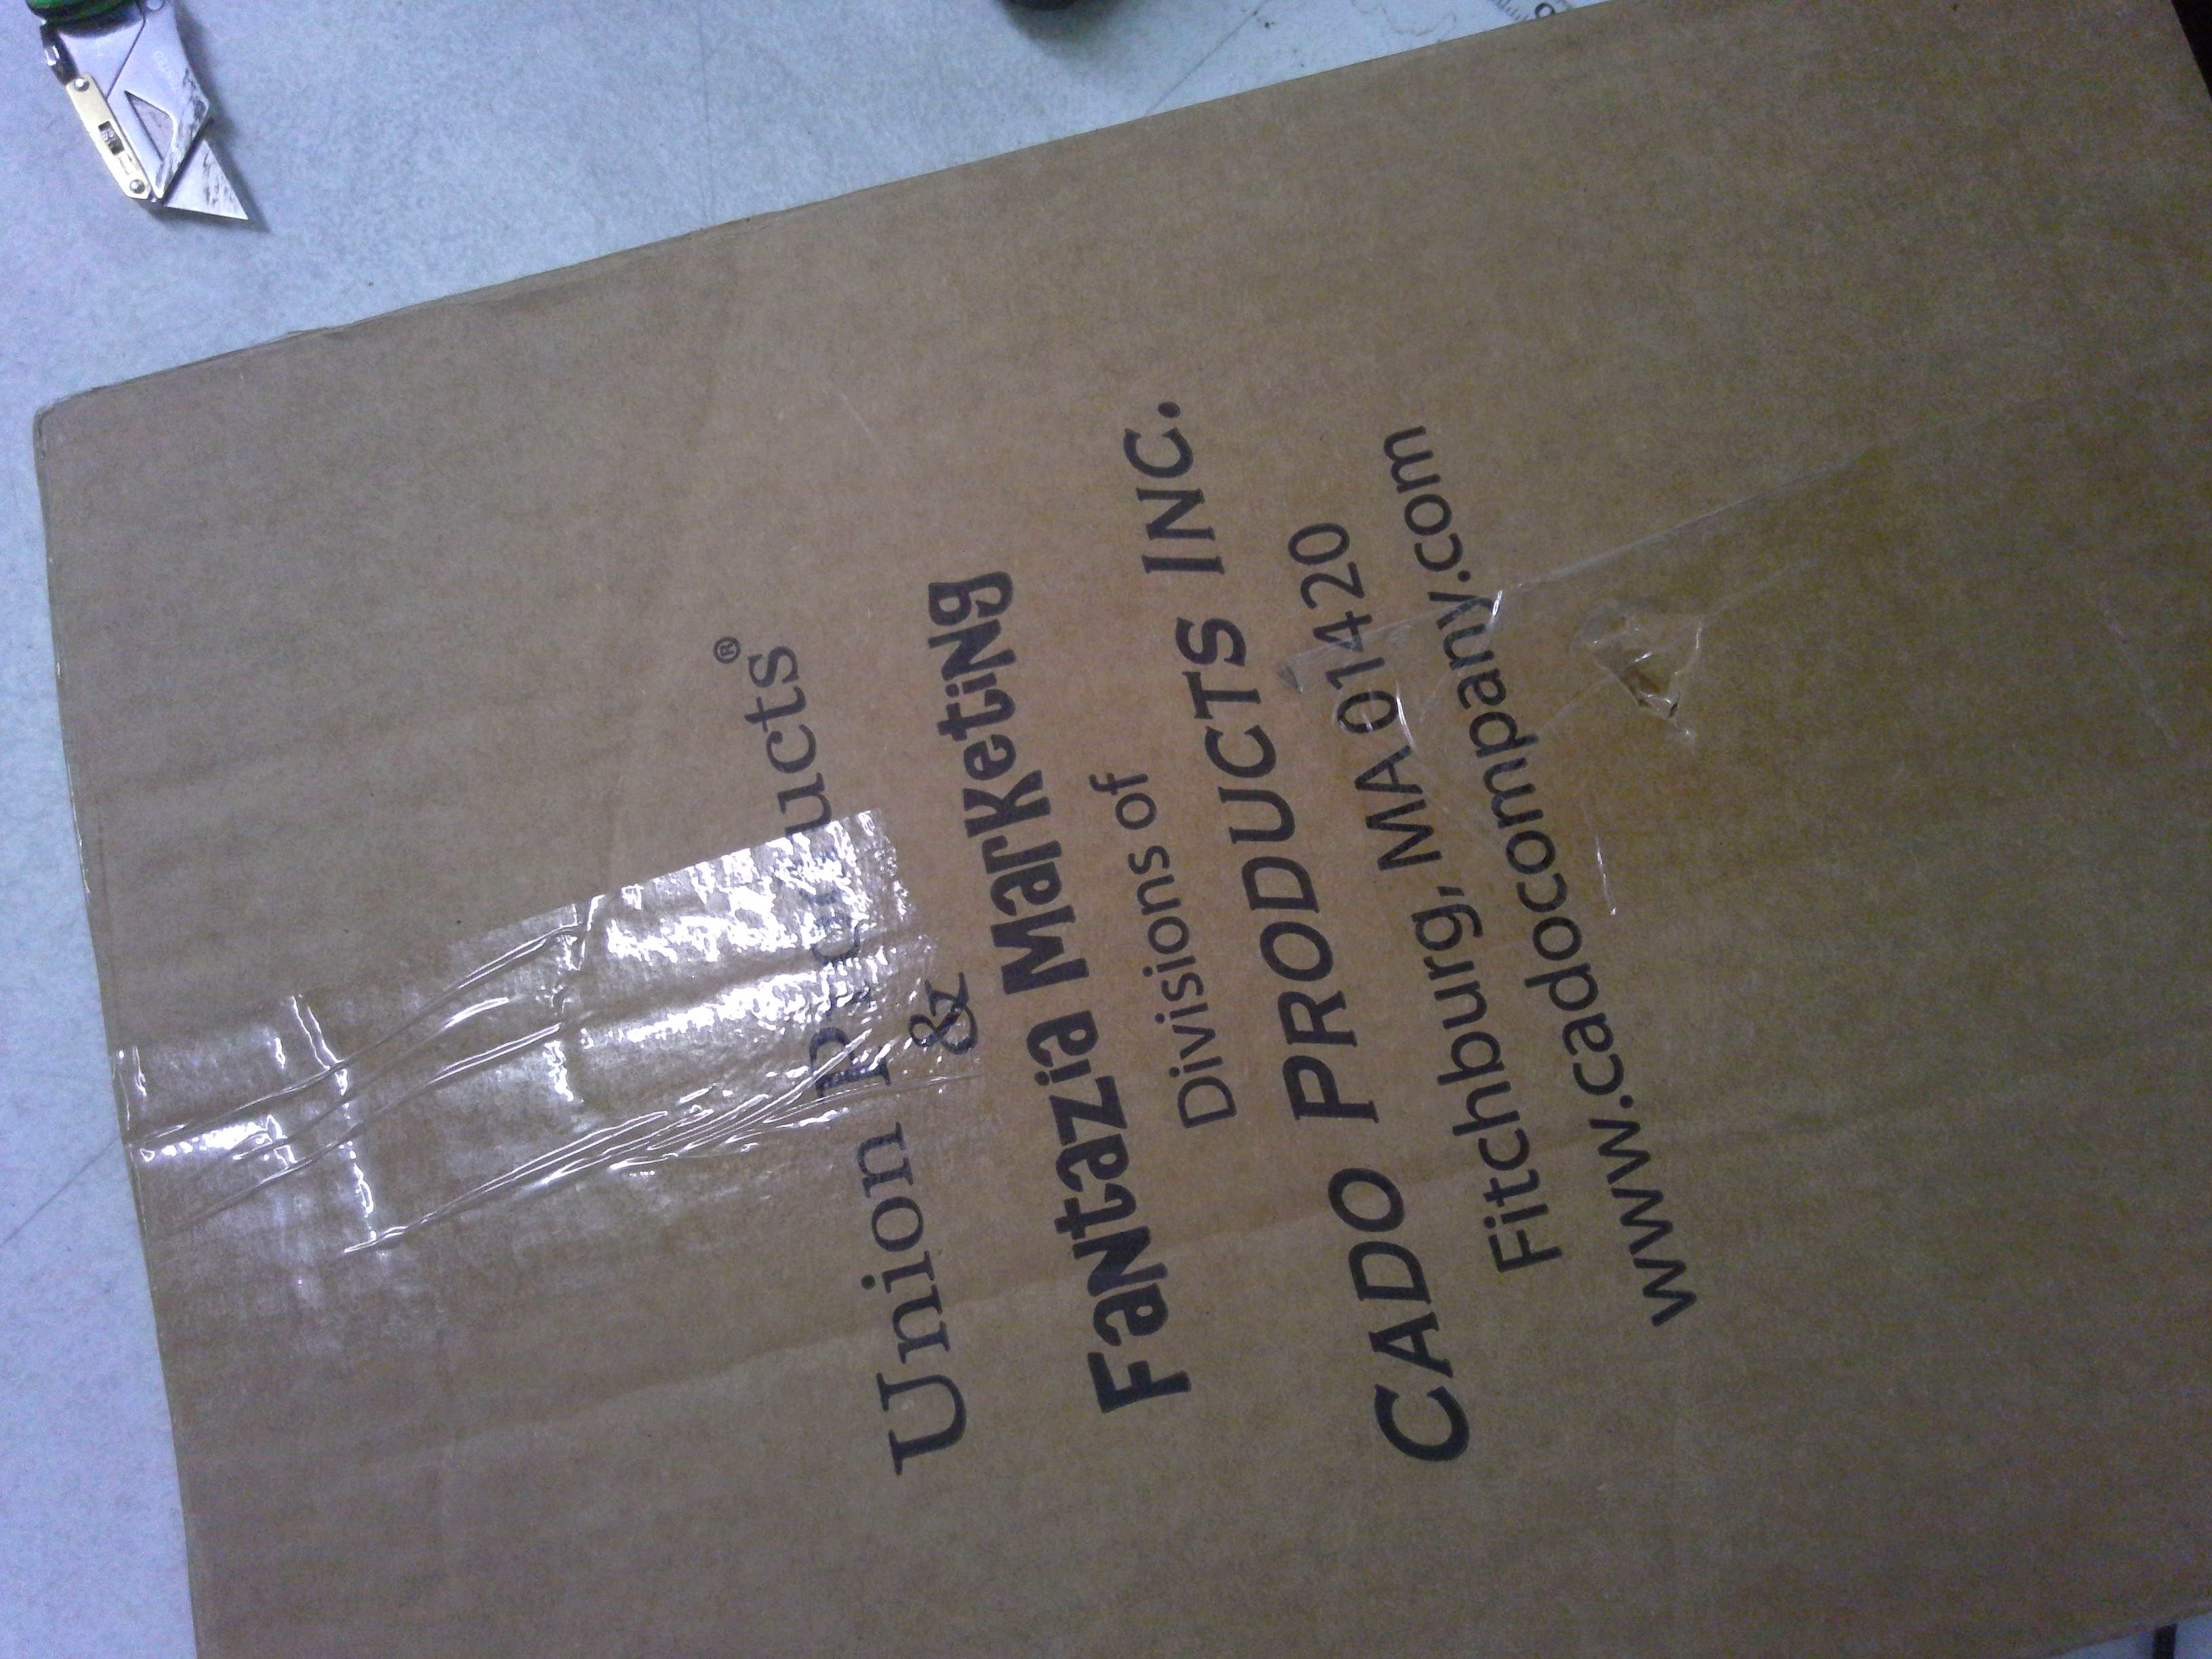 Union Products®
&
Fantazia Marketing
Divisions of
CADO PRODUCTS INC.
Fitchburg, MA 01420
www.cadocompany.com